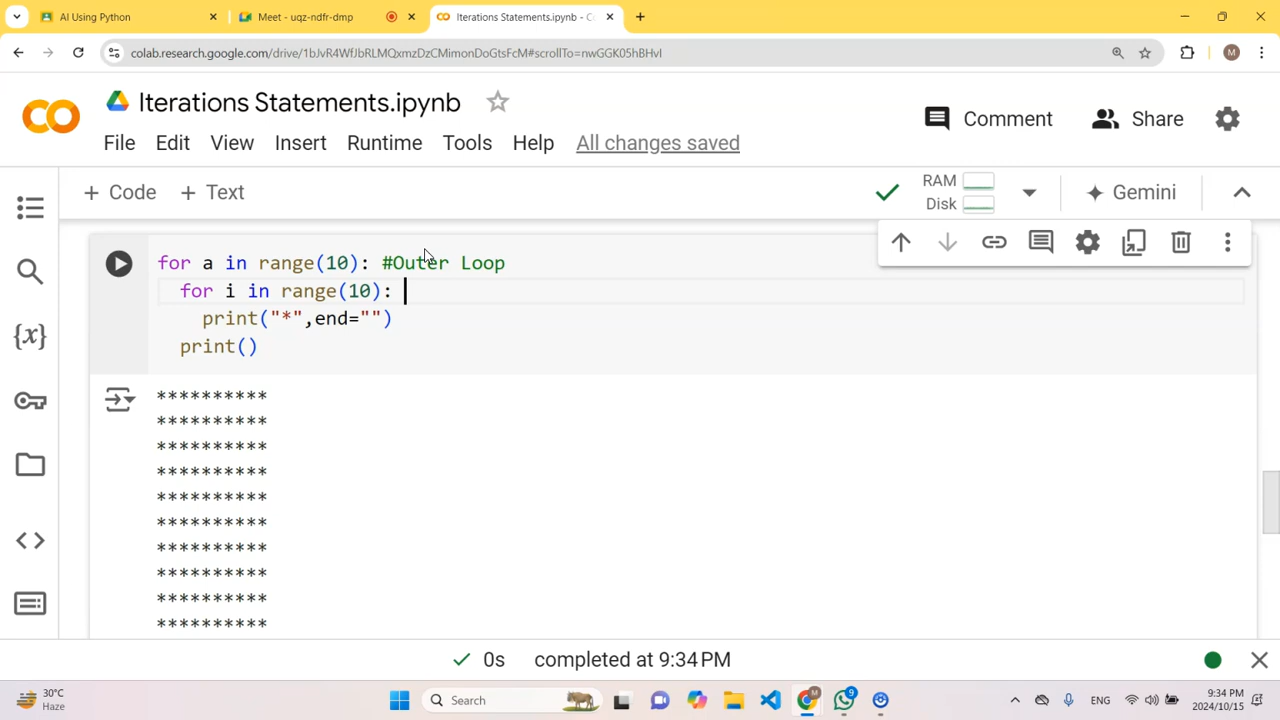 AI Using Python
Meet - uqz-ndfr-dmp
Iterations Statements.ipynb - C
colab.research.google.com/drive/1bJvR4WfJbRLMQxmzDzCMimonDoGtsFcM#scrollTo=nwGGK05hBHvI
M
CO
Iterations Statements.ipynb
Comment
Share
File Edit View Insert Runtime Tools Help All changes saved
+ Code + Text
RAM
Disk
Gemini
for a in range(10): #Outer Loop
  for i in range(10):
    print("*",end="")
  print()
**********
**********
**********
**********
**********
**********
**********
**********
**********
**********
{x}
0s completed at 9:34 PM
30°C
Haze
Search
M
9
ENG
9:34 PM
2024/10/15